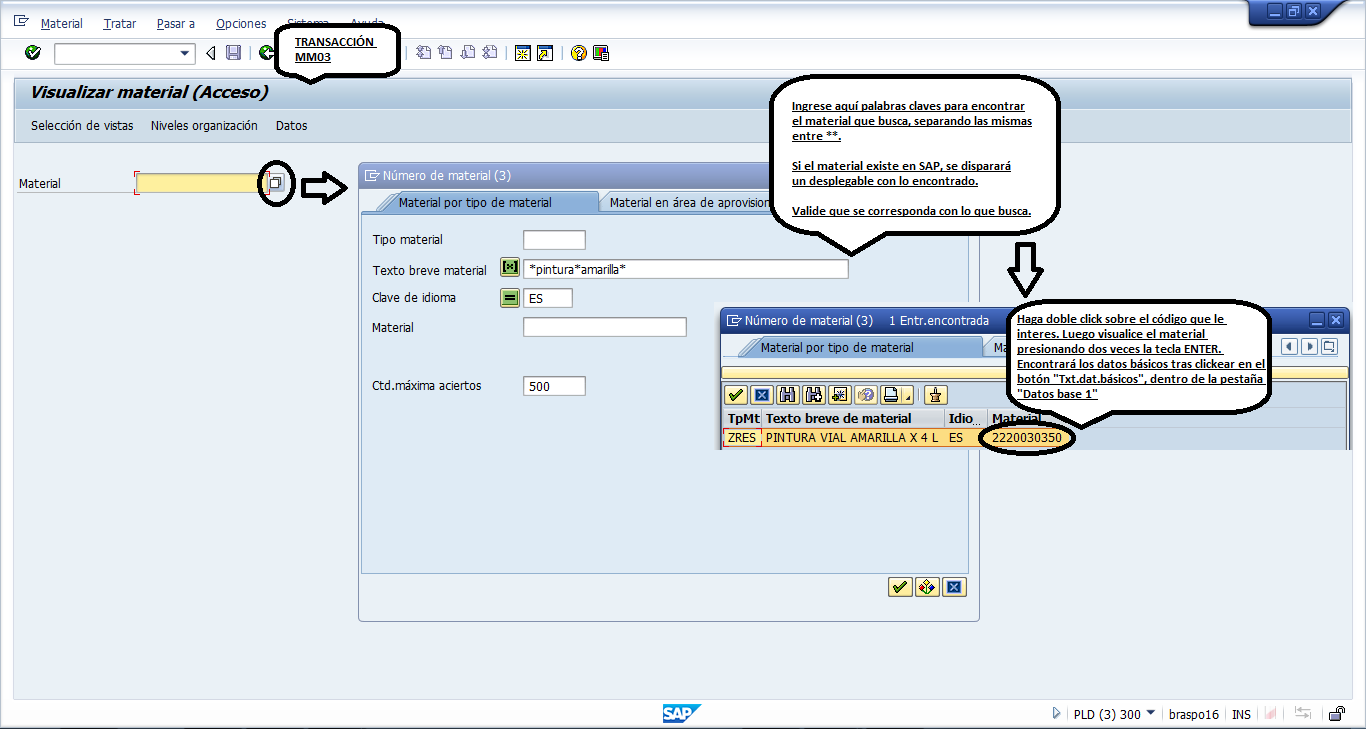 Material Tratar Pasar a Opciones Sistema Ayuda
TRANSACCIÓN
MM03
Visualizar material (Acceso)
Selección de vistas Niveles organización Datos
Material
Ingrese aquí palabras claves para encontrar
el material que busca, separando las mismas
entre **.
Si el material existe en SAP, se disparará
un desplegable con lo encontrado.
Valide que se corresponda con lo que busca.
Número de material (3)
Material por tipo de material Material en área de aprovision
Tipo material
Texto breve material *pintura*amarilla*
Clave de idioma ES
Material
Ctd.máxima aciertos 500
Número de material (3) 1 Entr.encontrada
Material por tipo de material Ma
Haga doble click sobre el código que le
interes. Luego visualice el material
presionando dos veces la tecla ENTER.
Encontrará los datos básicos tras clickear en el
botón "Txt.dat.básicos", dentro de la pestaña
"Datos base 1"
TpMt Texto breve de material Idio... Material
ZRES PINTURA VIAL AMARILLA X 4 L ES 2220030350
SAP
PLD (3) 300 braspo16 INS